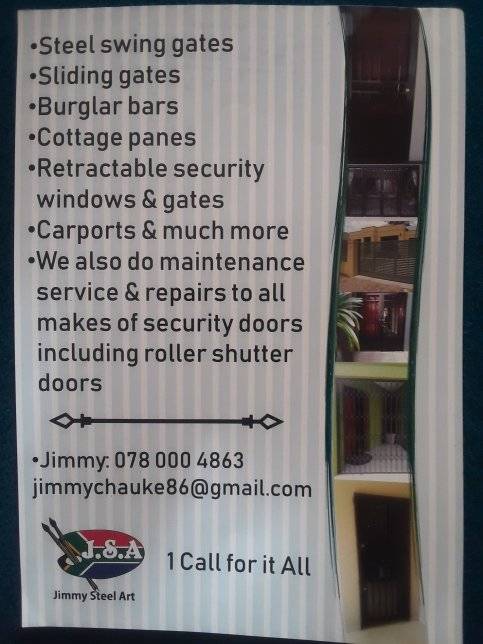 •Steel swing gates
•Sliding gates
•Burglar bars
•Cottage panes
•Retractable security
windows & gates
•Carports & much more
•We also do maintenance
service & repairs to all
makes of security doors
including roller shutter
doors
•Jimmy: 078 000 4863
jimmychauke86@gmail.com
J.S.A
1 Call for it All
Jimmy Steel Art